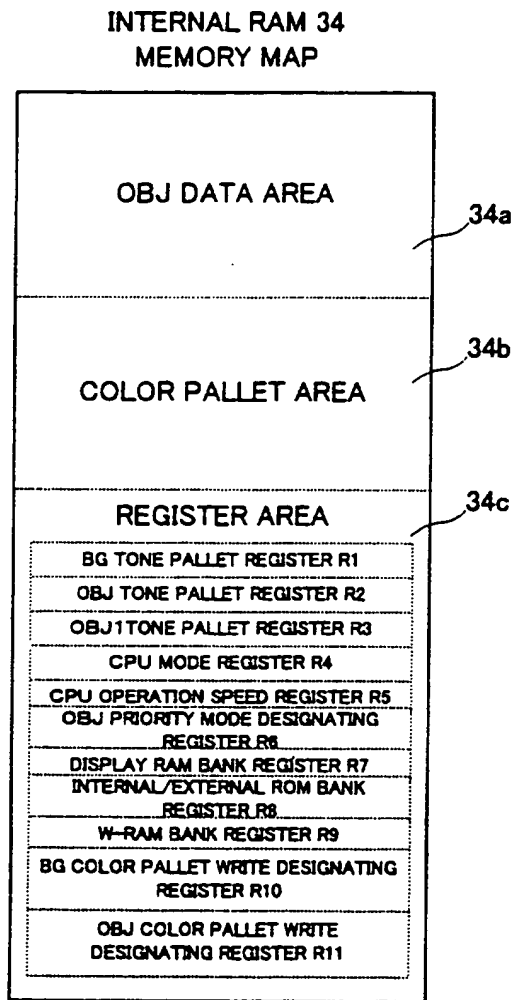 INTERNAL RAM 34
MEMORY MAP
OBJ DATA AREA
34a
34b
COLOR PALLET AREA
34c
REGISTER AREA
BG TONE PALLET REGISTER R1
OBJ TONE PALLET REGISTER R2
OBJ1TONE PALLET REGISTER R3
CPU MODE REGISTER R4
CPU OPERATION SPEED REGISTER R5
OBJ PRIORITY MODE DESIGNATING
REGISTER R6
DISPLAY RAM BANK REGISTER R7
INTERNAL/EXTERNAL ROM BANK
REGISTER R8
W-RAM BANK REGISTER R9
BG COLOR PALLET WRITE DESIGNATING
REGISTER R10
OBJ COLOR PALLET WRITE
DESIGNATING REGISTER R11